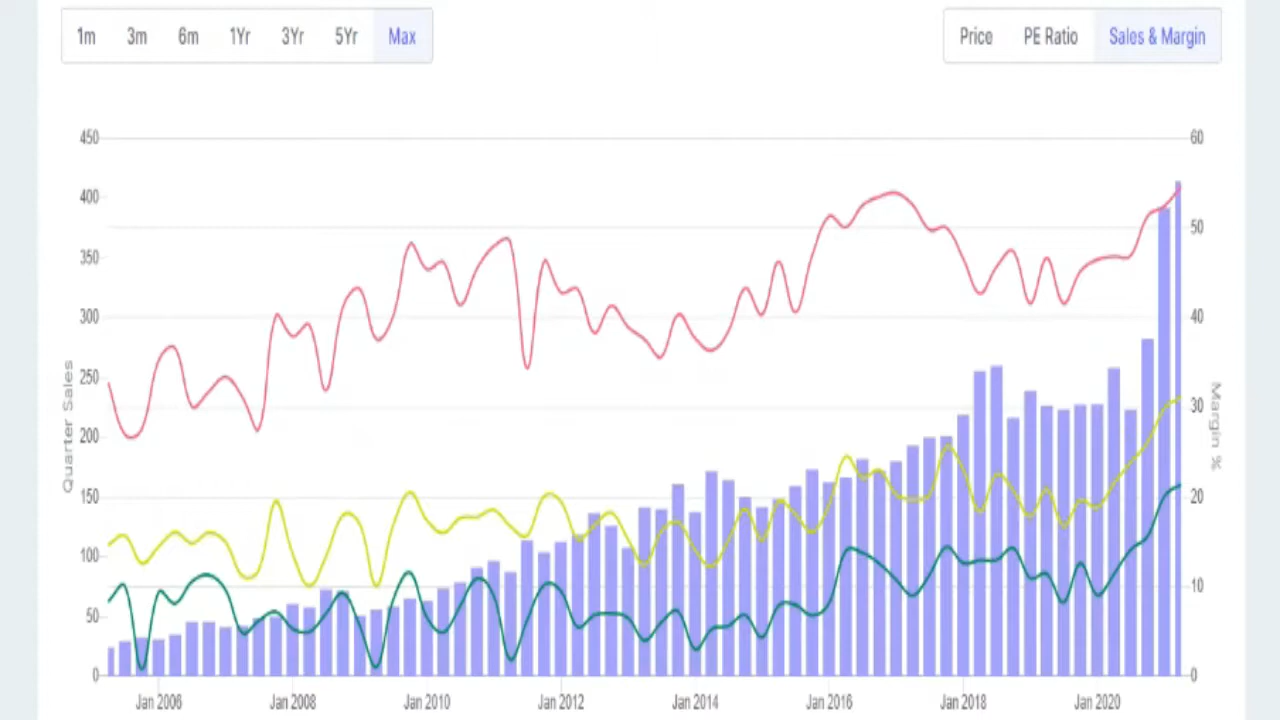 1m 3m 6m 1Yr 3Yr 5Yr Max
Price PE Ratio Sales & Margin
450 60
400
50
350
300 40
250
30
200
150 20
100
10
50
0 0
Quarter Sales
Margin %
Jan 2006 Jan 2008 Jan 2010 Jan 2012 Jan 2014 Jan 2016 Jan 2018 Jan 2020